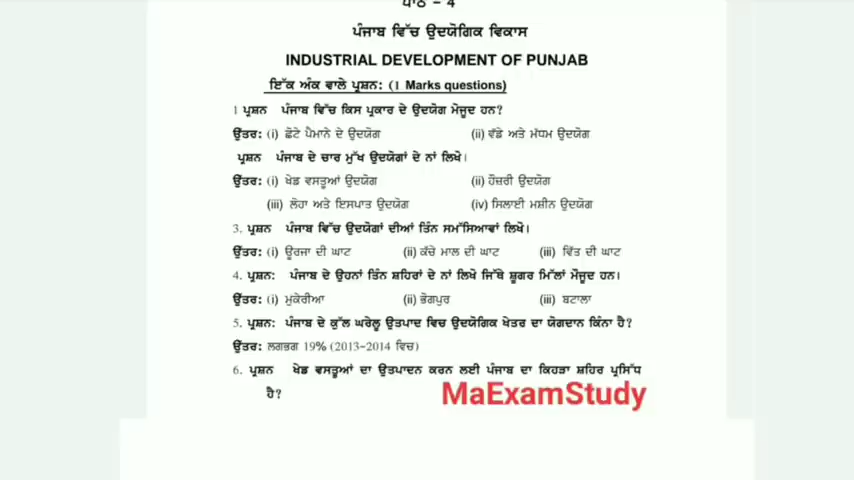 ਪਾਠ - 4
ਪੰਜਾਬ ਵਿੱਚ ਉਦਯੋਗਿਕ ਵਿਕਾਸ
INDUSTRIAL DEVELOPMENT OF PUNJAB
ਇੱਕ ਅੰਕ ਵਾਲੇ ਪ੍ਰਸ਼ਨ: (1 Marks questions)
1 ਪ੍ਰਸ਼ਨ ਪੰਜਾਬ ਵਿੱਚ ਕਿਸ ਪ੍ਰਕਾਰ ਦੇ ਉਦਯੋਗ ਮੌਜੂਦ ਹਨ?
ਉੱਤਰ: (i) ਛੋਟੇ ਪੈਮਾਨੇ ਦੇ ਉਦਯੋਗ (ii) ਵੱਡੇ ਅਤੇ ਮੱਧਮ ਉਦਯੋਗ
ਪ੍ਰਸ਼ਨ ਪੰਜਾਬ ਦੇ ਚਾਰ ਮੁੱਖ ਉਦਯੋਗਾਂ ਦੇ ਨਾਂ ਲਿਖੋ।
ਉੱਤਰ: (i) ਖੇਡ ਵਸਤੂਆਂ ਉਦਯੋਗ (ii) ਹੌਜ਼ਰੀ ਉਦਯੋਗ
(iii) ਲੋਹਾ ਅਤੇ ਇਸਪਾਤ ਉਦਯੋਗ (iv) ਸਿਲਾਈ ਮਸ਼ੀਨ ਉਦਯੋਗ
3. ਪ੍ਰਸ਼ਨ ਪੰਜਾਬ ਵਿੱਚ ਉਦਯੋਗਾਂ ਦੀਆਂ ਤਿੰਨ ਸਮੱਸਿਆਵਾਂ ਲਿਖੋ।
ਉੱਤਰ: (i) ਊਰਜਾ ਦੀ ਘਾਟ (ii) ਕੱਚੇ ਮਾਲ ਦੀ ਘਾਟ (iii) ਵਿੱਤ ਦੀ ਘਾਟ
4. ਪ੍ਰਸ਼ਨ: ਪੰਜਾਬ ਦੇ ਉਹਨਾਂ ਤਿੰਨ ਸ਼ਹਿਰਾਂ ਦੇ ਨਾਂ ਲਿਖੋ ਜਿੱਥੇ ਸ਼ੂਗਰ ਮਿੱਲਾਂ ਮੌਜੂਦ ਹਨ।
ਉੱਤਰ: (i) ਮੁਕੇਰੀਆ (ii) ਭੋਗਪੁਰ (iii) ਬਟਾਲਾ
5. ਪ੍ਰਸ਼ਨ: ਪੰਜਾਬ ਦੇ ਕੁੱਲ ਘਰੇਲੂ ਉਤਪਾਦ ਵਿਚ ਉਦਯੋਗਿਕ ਖੇਤਰ ਦਾ ਯੋਗਦਾਨ ਕਿੰਨਾ ਹੈ?
ਉੱਤਰ: ਲਗਭਗ 19% (2013-2014 ਵਿਚ)
6. ਪ੍ਰਸ਼ਨ ਖੇਡ ਵਸਤੂਆਂ ਦਾ ਉਤਪਾਦਨ ਕਰਨ ਲਈ ਪੰਜਾਬ ਦਾ ਕਿਹੜਾ ਸ਼ਹਿਰ ਪ੍ਰਸਿੱਧ
ਹੈ?
MaExamStudy